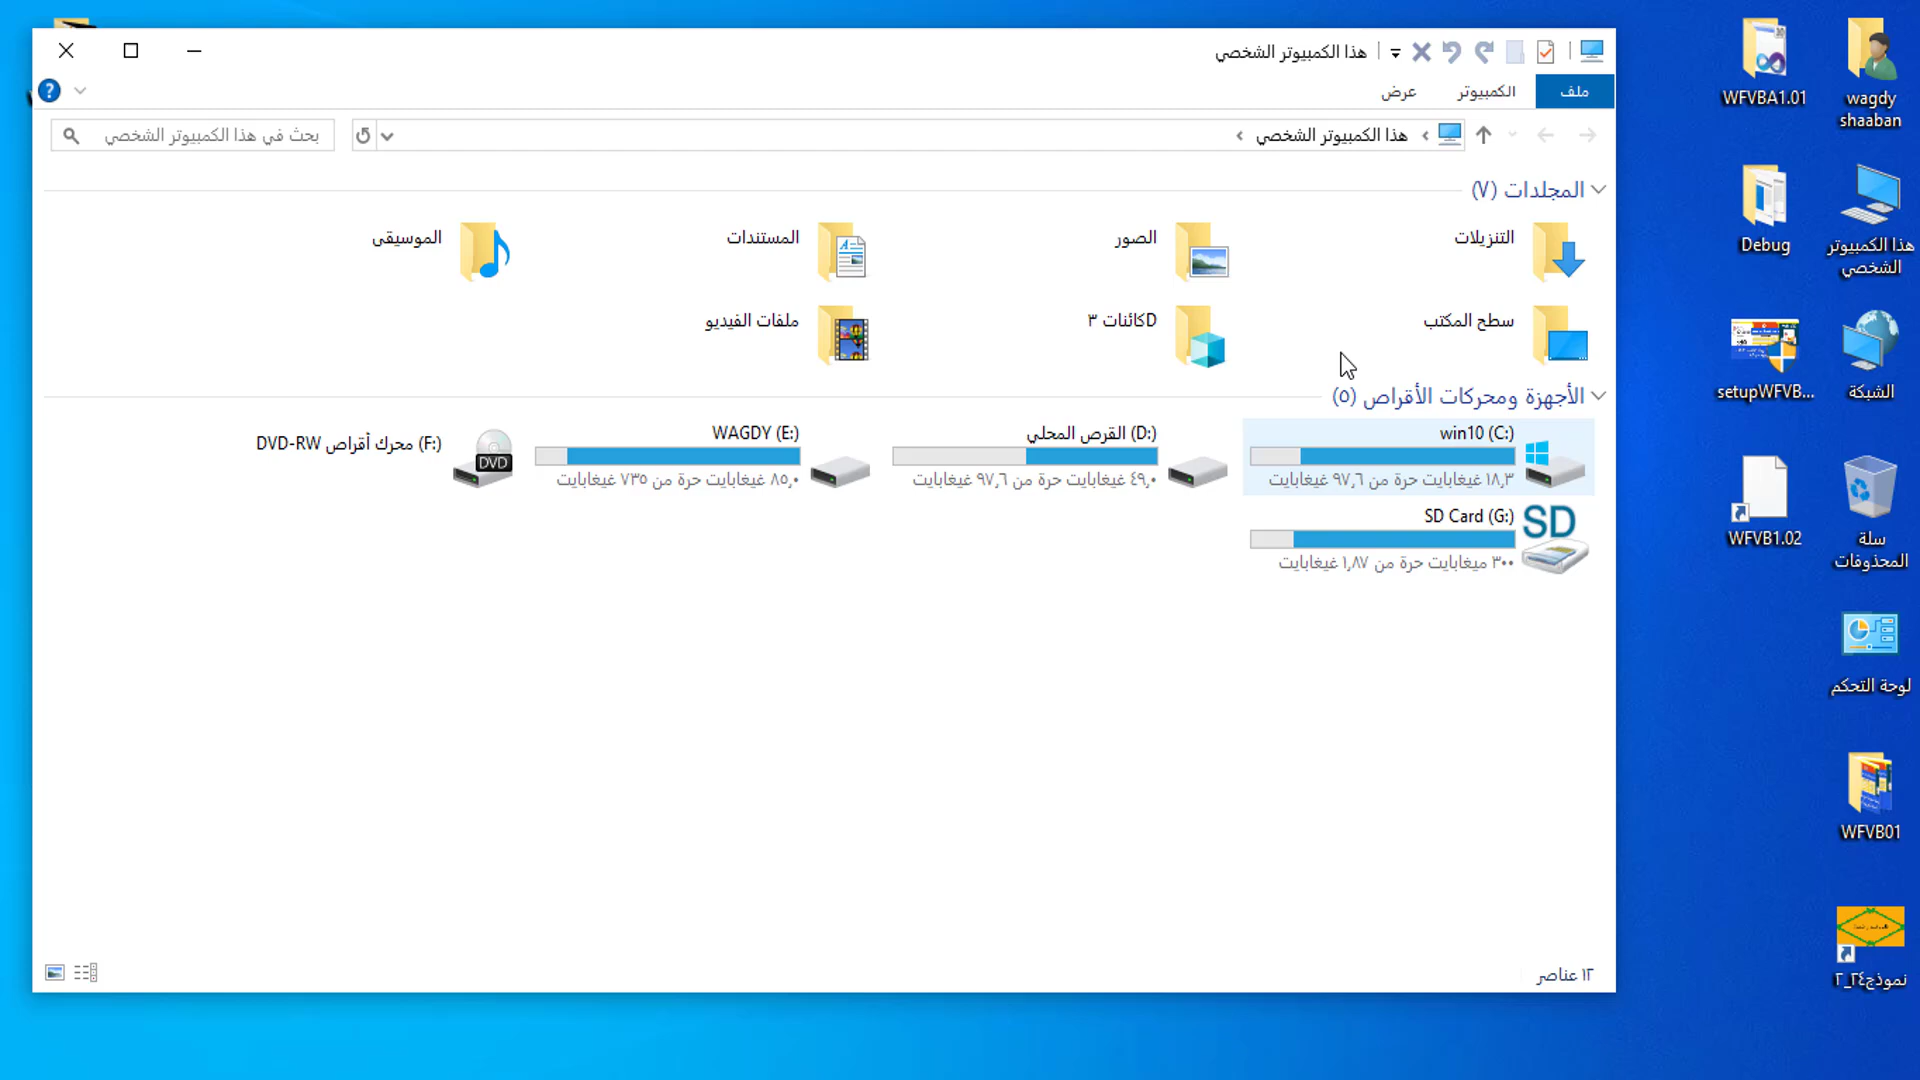 هذا الكمبيوتر الشخصي
ملف
الكمبيوتر
عرض
هذا الكمبيوتر الشخصي
بحث في هذا الكمبيوتر الشخصي
المجلدات (٧)
التنزيلات
الصور
المستندات
الموسيقى
سطح المكتب
كائنات ٣D
ملفات الفيديو
الأجهزة ومحركات الأقراص (٥)
win10 (C:)
١٨,٣ غيغابايت حرة من ٩٧,٦ غيغابايت
القرص المحلي (D:)
٤٩,٠ غيغابايت حرة من ٩٧,٦ غيغابايت
WAGDY (E:)
٨٥,٠ غيغابايت حرة من ٧٣٥ غيغابايت
محرك أقراص DVD-RW (F:)
DVD
SD Card (G:)
SD
٣٠٠ ميغابايت حرة من ١,٨٧ غيغابايت
١٢ عناصر
wagdy
shaaban
هذا الكمبيوتر
الشخصي
الشبكة
سلة
المحذوفات
لوحة التحكم
WFVB01
نموذج٢٤_٢
WFVBA1.01
Debug
setupWFVB...
WFVB1.02